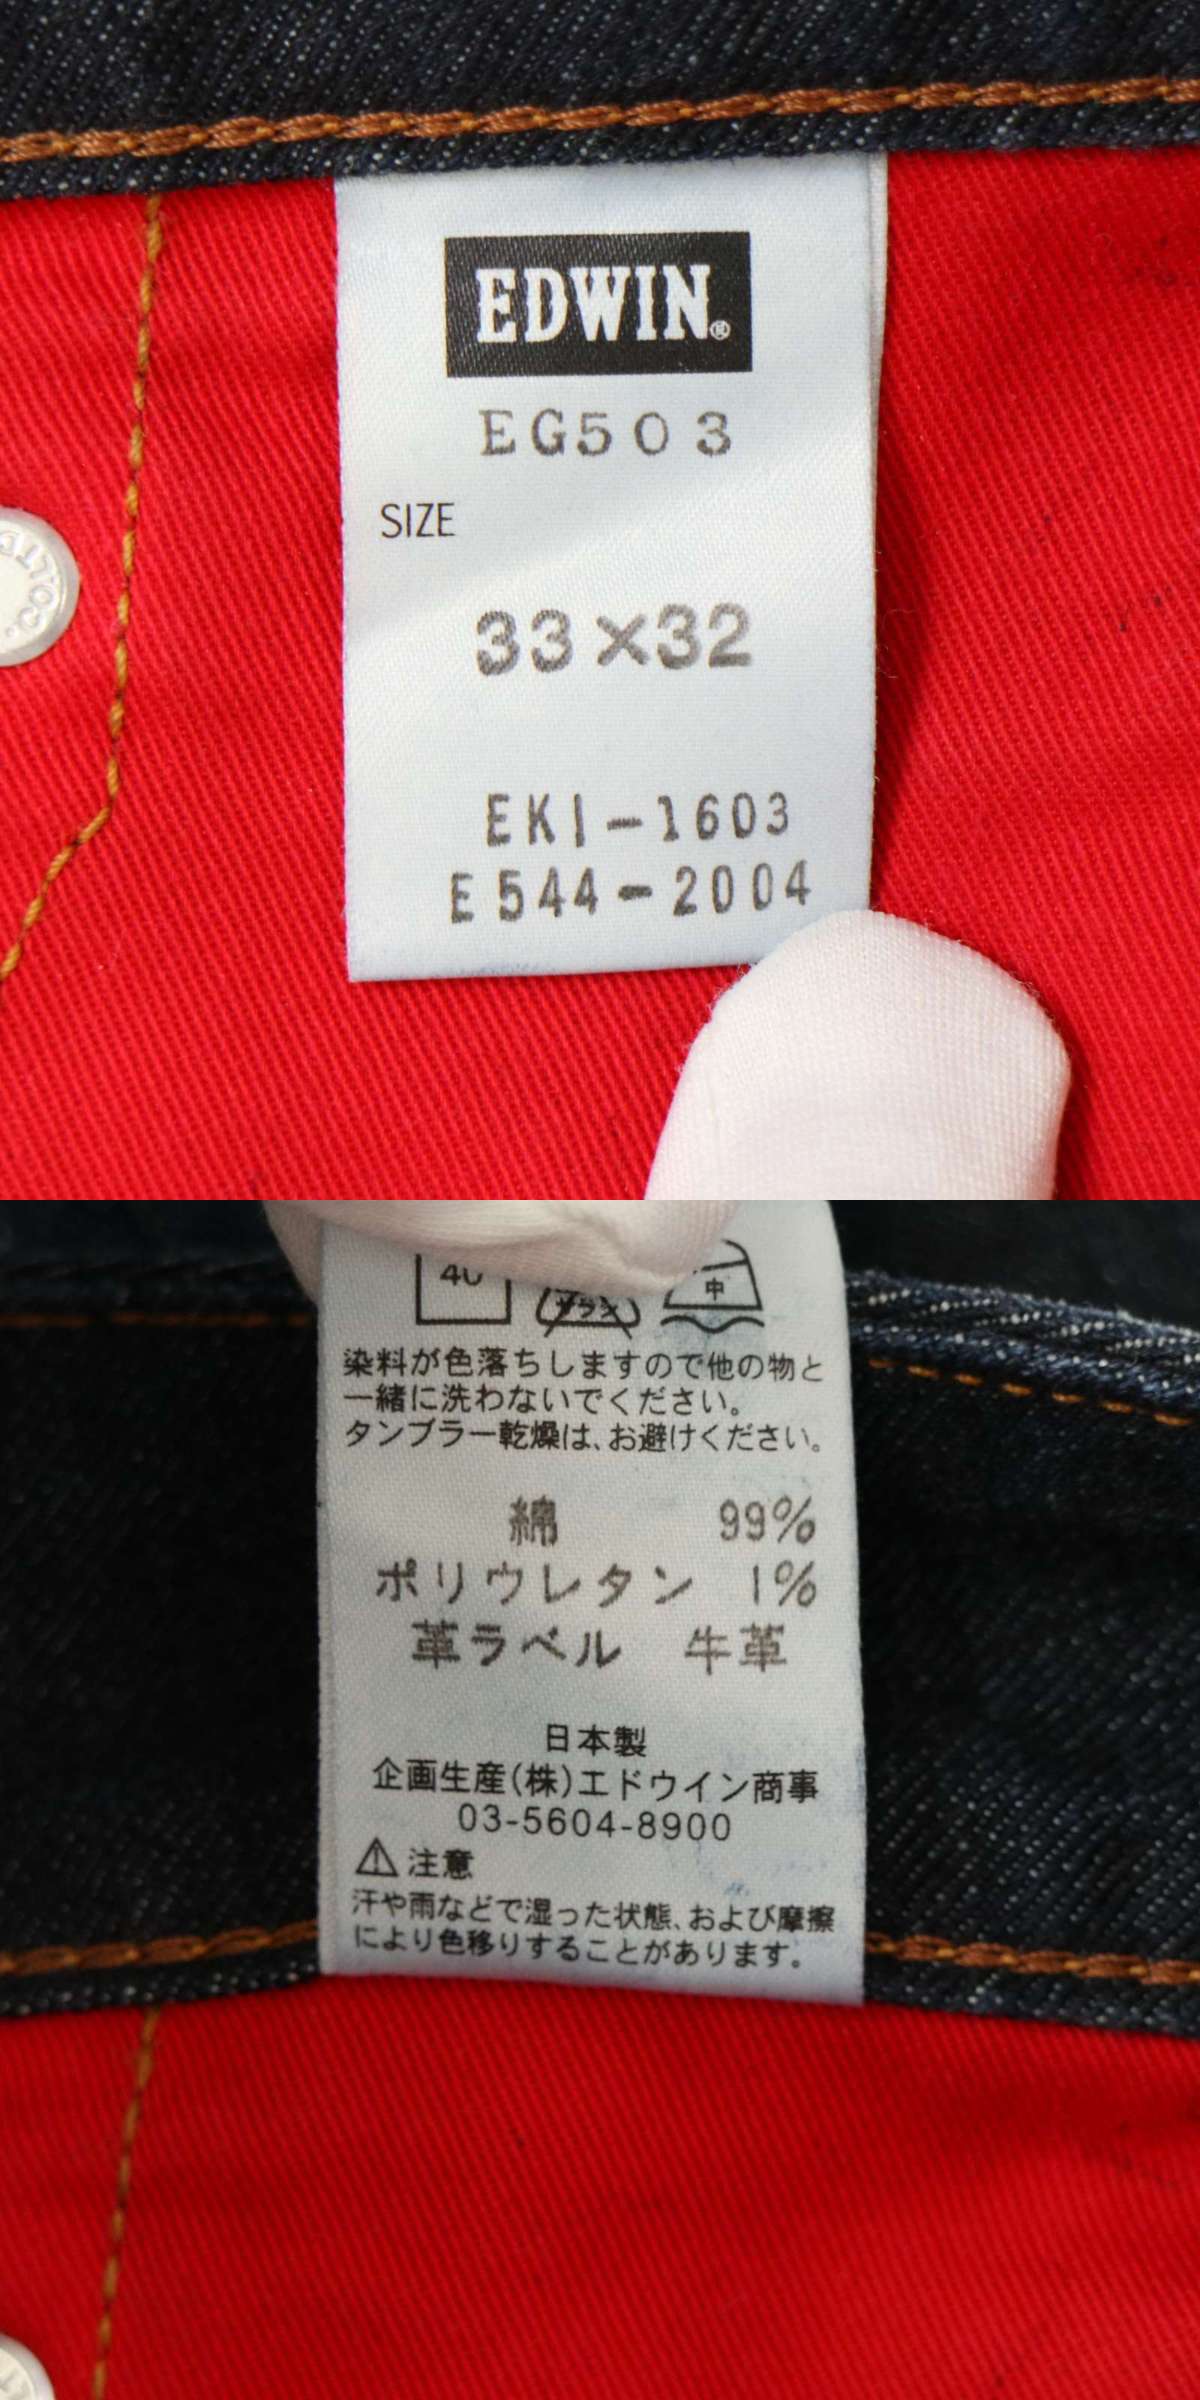 EDWIN®
EG503
SIZE
33×32
EKI-1603
E544-2004
CO.,LTD
40
サラシ
中
染料が色落ちしますので他の物と
一緒に洗わないでください。
タンブラー乾燥は、お避けください。
綿 99%
ポリウレタン 1%
革ラベル 牛革
日本製
企画生産(株)エドウイン商事
03-5604-8900
⚠注意
汗や雨などで湿った状態、および摩擦
により色移りすることがあります。